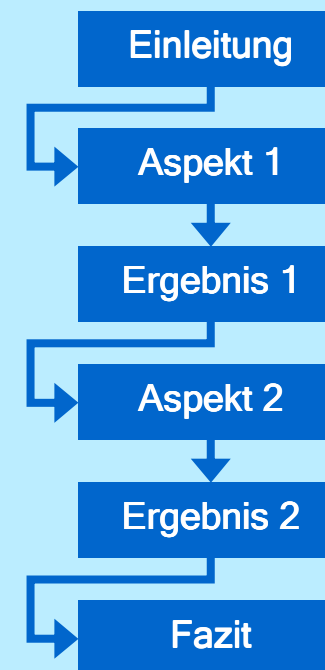 Einleitung
Aspekt 1
Ergebnis 1
Aspekt 2
Ergebnis 2
Fazit